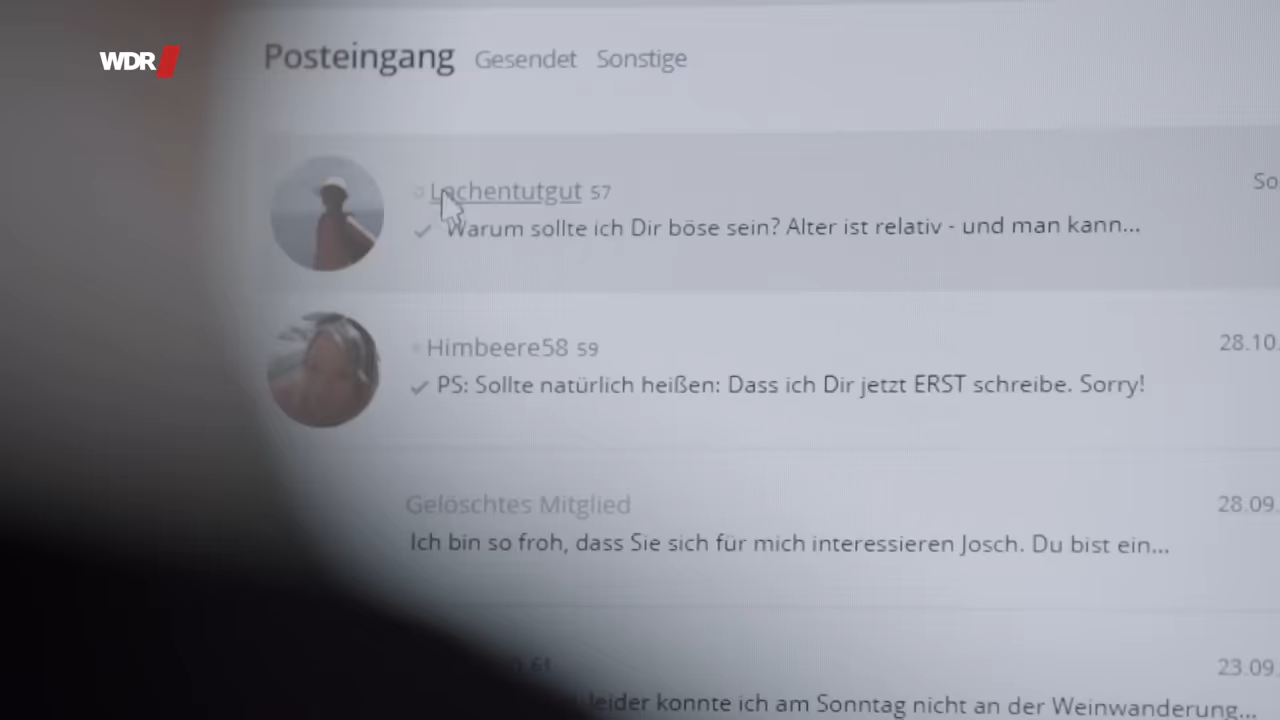 WDR
Posteingang Gesendet Sonstige
Lachentutgut 57
So
Warum sollte ich Dir böse sein? Alter ist relativ - und man kann...
Himbeere58 59
28.10.
PS: Sollte natürlich heißen: Dass ich Dir jetzt ERST schreibe. Sorry!
Gelöschtes Mitglied
28.09.
Ich bin so froh, dass Sie sich für mich interessieren Josch. Du bist ein...
61
23.09.
leider konnte ich am Sonntag nicht an der Weinwanderung...